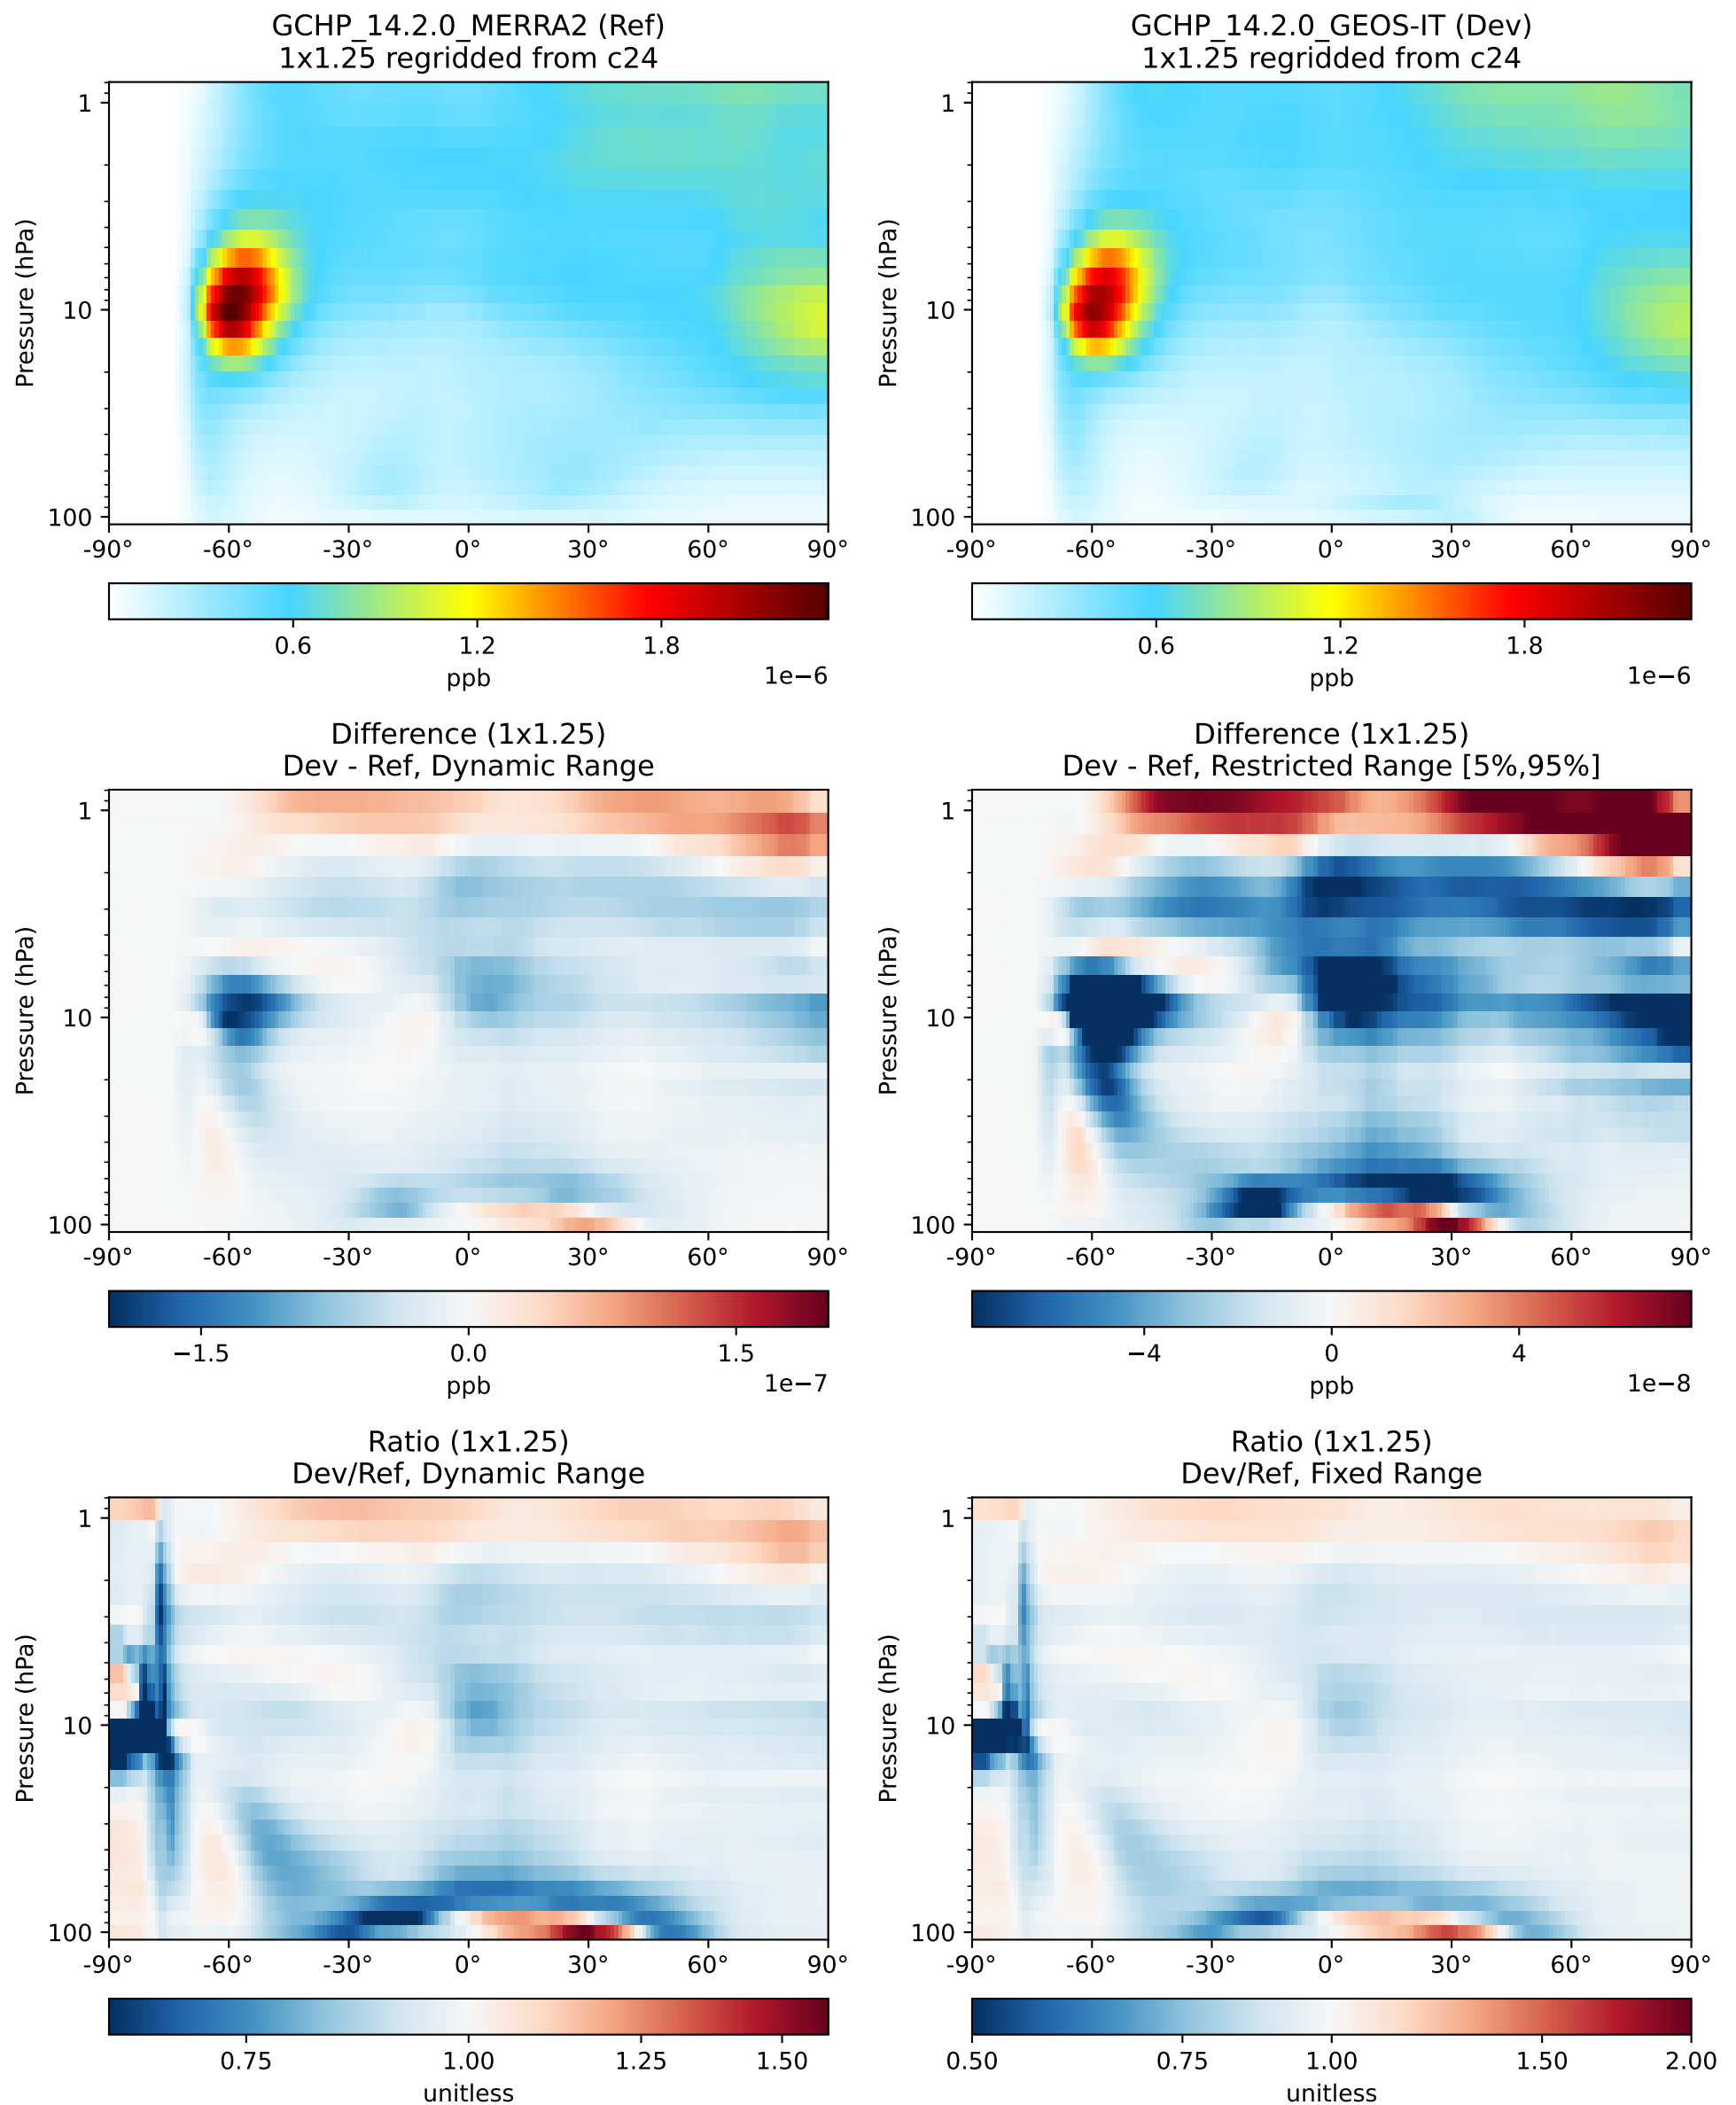 GCHP_14.2.0_MERRA2 (Ref)
1x1.25 regridded from c24
Pressure (hPa)
1
10
100
-90° -60° -30° 0° 30° 60° 90°
0.6 1.2 1.8
ppb
1e−6
GCHP_14.2.0_GEOS-IT (Dev)
1x1.25 regridded from c24
Pressure (hPa)
1
10
100
-90° -60° -30° 0° 30° 60° 90°
0.6 1.2 1.8
ppb
1e−6
Difference (1x1.25)
Dev - Ref, Dynamic Range
Pressure (hPa)
1
10
100
-90° -60° -30° 0° 30° 60° 90°
−1.5 0.0 1.5
ppb
1e−7
Difference (1x1.25)
Dev - Ref, Restricted Range [5%,95%]
Pressure (hPa)
1
10
100
-90° -60° -30° 0° 30° 60° 90°
−4 0 4
ppb
1e−8
Ratio (1x1.25)
Dev/Ref, Dynamic Range
Pressure (hPa)
1
10
100
-90° -60° -30° 0° 30° 60° 90°
0.75 1.00 1.25 1.50
unitless
Ratio (1x1.25)
Dev/Ref, Fixed Range
Pressure (hPa)
1
10
100
-90° -60° -30° 0° 30° 60° 90°
0.50 0.75 1.00 1.50 2.00
unitless